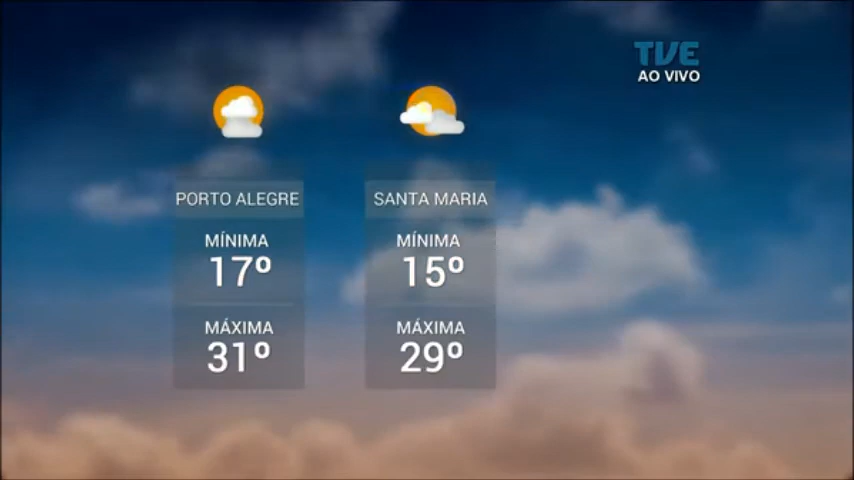 TVE
AO VIVO
PORTO ALEGRE
MÍNIMA
17º
MÁXIMA
31º
SANTA MARIA
MÍNIMA
15º
MÁXIMA
29º